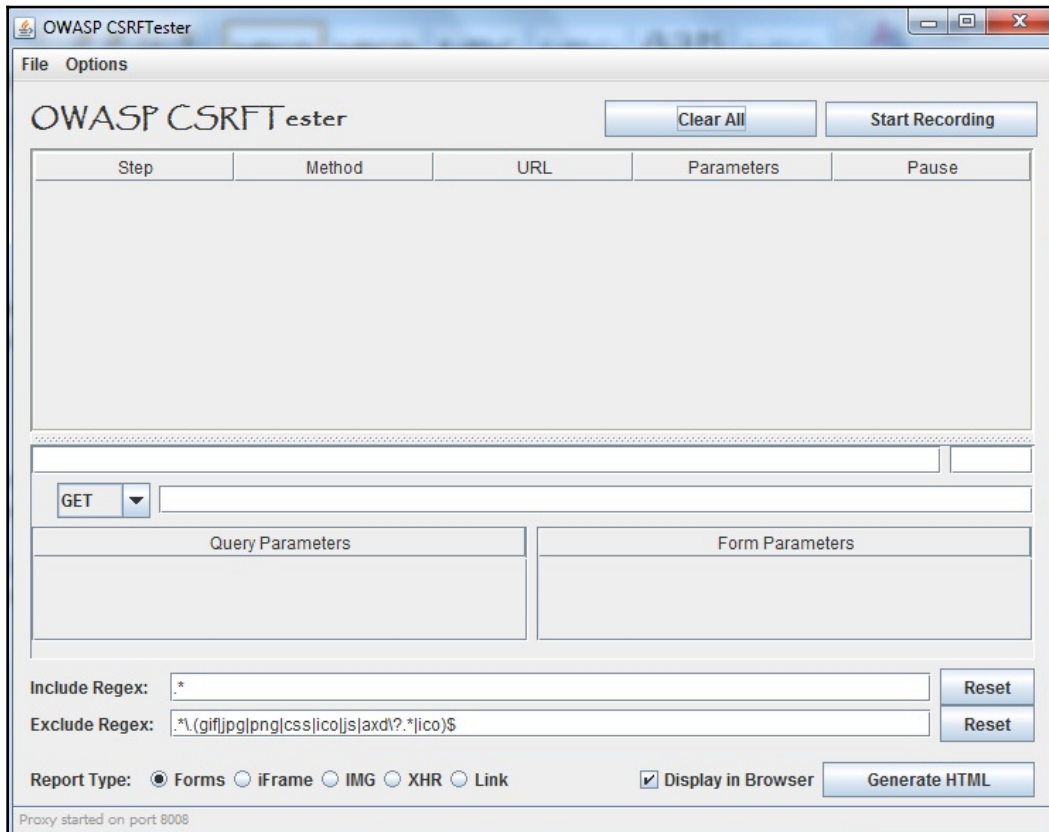 OWASP CSRFTester
File Options
OWASP CSRFTester
Clear All
Start Recording
Step Method URL Parameters Pause
GET
Query Parameters
Form Parameters
Include Regex: .* Reset
Exclude Regex: .*\.(gif|jpg|png|css|ico|js|axd\?.*|ico)$ Reset
Report Type: Forms iFrame IMG XHR Link Display in Browser Generate HTML
Proxy started on port 8008